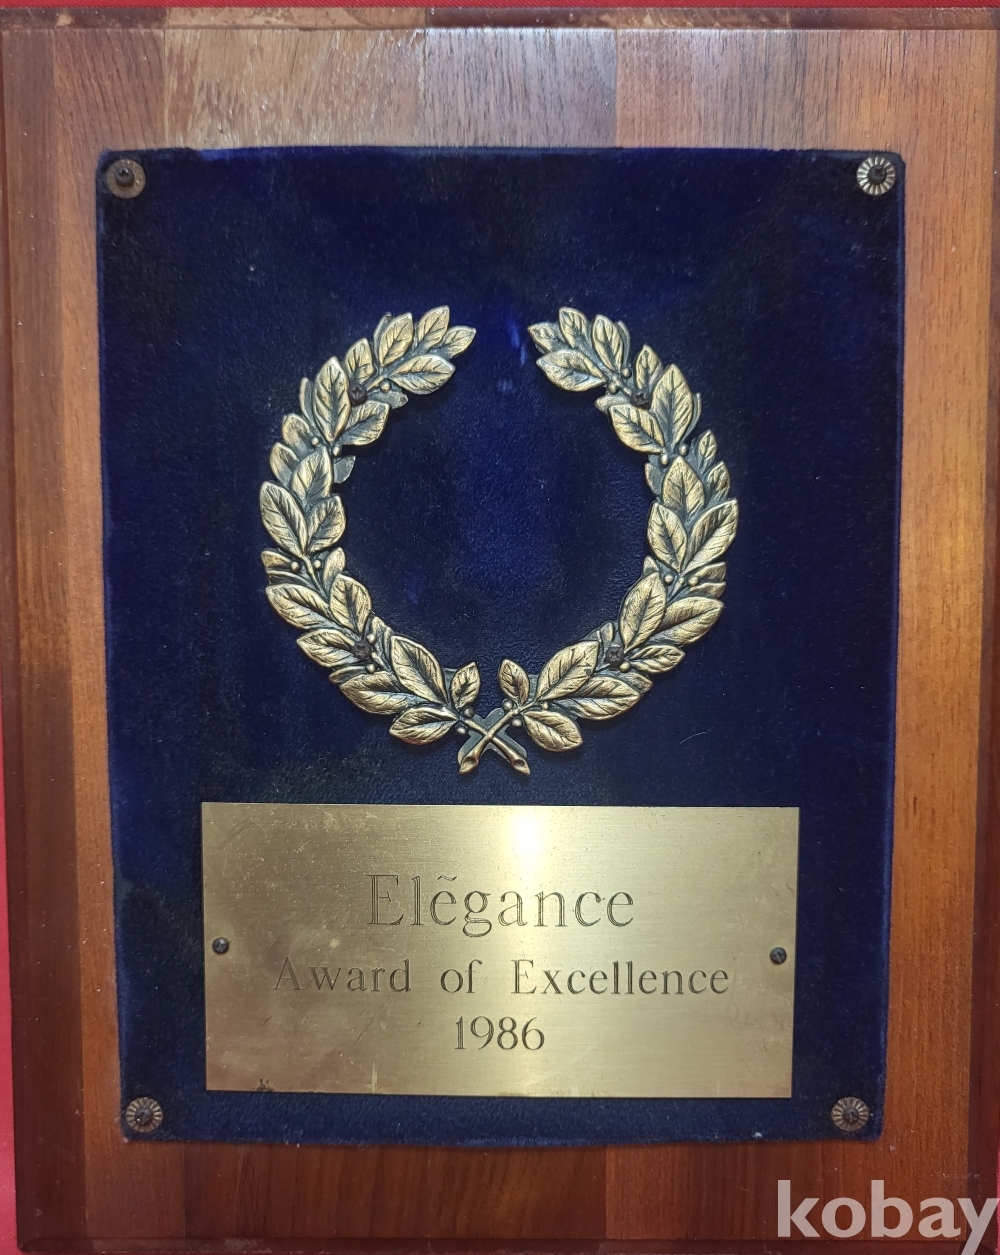 Elẽgance
Award of Excellence
1986
kobay